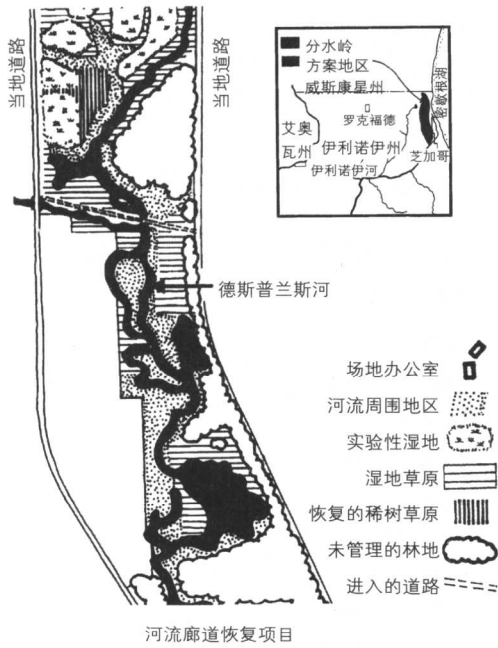 当地道路
当地道路
分水岭
方案地区
威斯康星州
密歇根湖
罗克福德
艾奥
瓦州
伊利诺伊州
芝加哥
伊利诺伊河
德斯普兰斯河
场地办公室
河流周围地区
实验性湿地
湿地草原
恢复的稀树草原
未管理的林地
进入的道路
河流廊道恢复项目